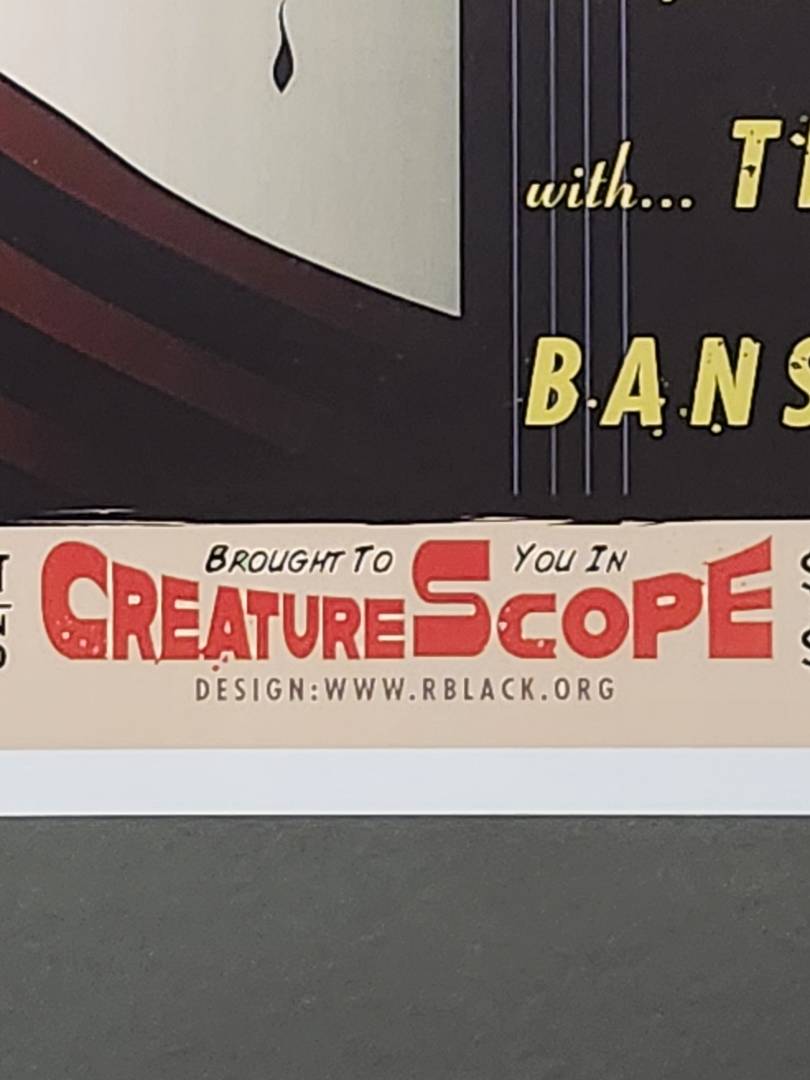 with...
BROUGHT TO YOU IN
CREATURESCOPE
DESIGN:WWW.RBLACK.ORG